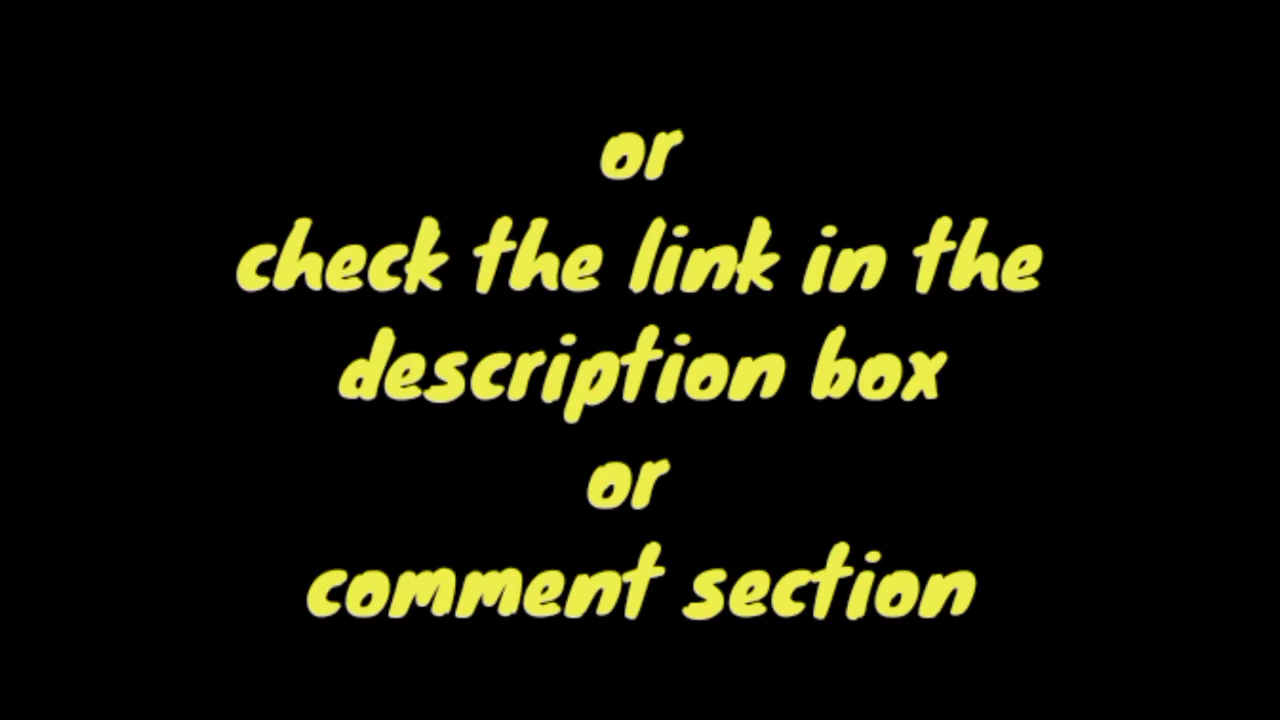 or
check the link in the
description box
or
comment section